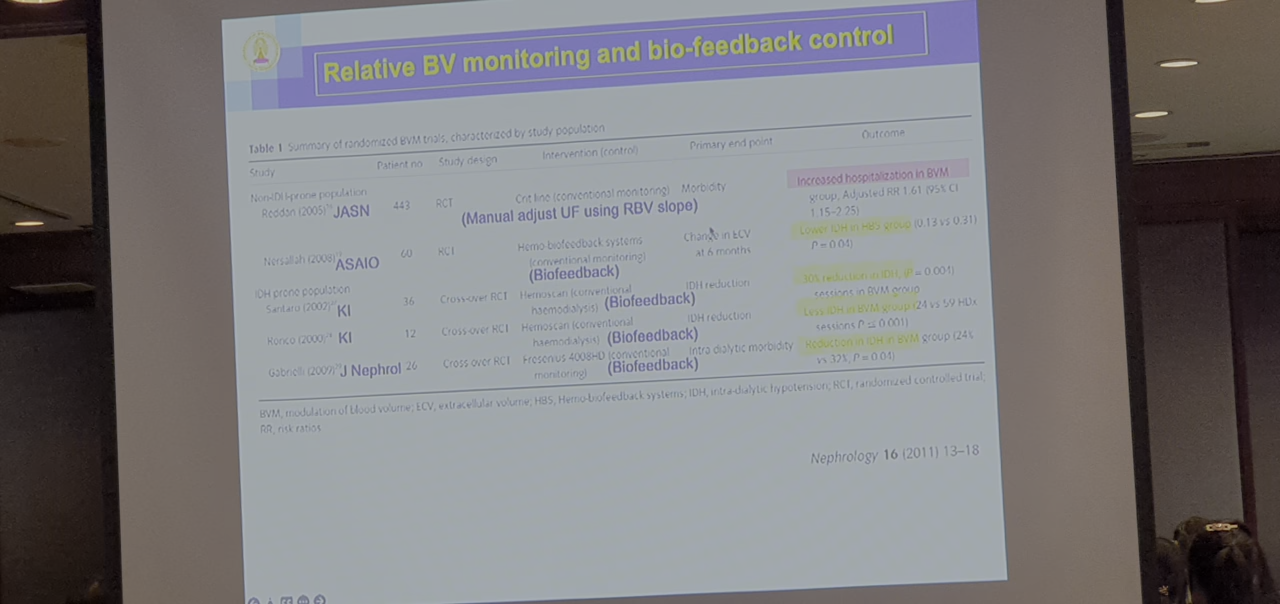 Relative BV monitoring and bio-feedback control
Table 1 Summary of randomized BVM trials, characterized by study population
Study Patient no Study design Intervention (control) Primary end point Outcome
Non-IDH-prone population
Reddan (2005) JASN 443 RCT Crit line (conventional monitoring) Morbidity Increased hospitalization in BVM
(Manual adjust UF using RBV slope) group, Adjusted RR 1.61 (95% CI
1.15–2.25)
Nersallah (2008) ASAIO 60 RCT Hemo biofeedback systems Change in ECV Lower IDH in HBS group (0.13 vs 0.31)
(conventional monitoring) at 6 months P = 0.04)
(Biofeedback)
IDH prone population
Santaro (2002) KI 36 Cross-over RCT Hemoscan (conventional IDH reduction 30% reduction in IDH, (P = 0.004)
haemodialysis) (Biofeedback) sessions in BVM group
Ronco (2000) KI 12 Cross over RCT Hemoscan (conventional IDH reduction Less IDH in BVM group (24 vs 59 HDx
haemodialysis) (Biofeedback) sessions P = 0.001)
Gabrielli (2009) J Nephrol 26 Cross over RCT Fresenius 4008HD (conventional Intra dialytic morbidity Reduction in IDH in BVM group (24%
monitoring) (Biofeedback) vs 32%, P = 0.04)
BVM, modulation of blood volume; ECV, extracellular volume; HBS, Hemo-biofeedback systems; IDH, intra-dialytic hypotension; RCT, randomized controlled trial;
RR, risk ratios
Nephrology 16 (2011) 13–18